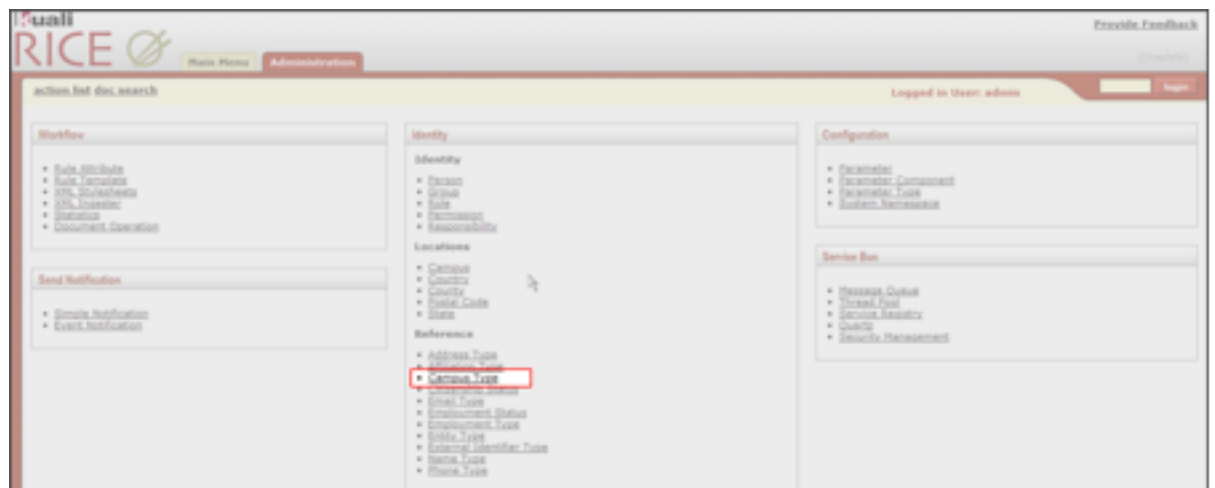 Kuali
RICE
Provide Feedback
Main Menu
Administration
action list doc search
Logged in User: admin
login
Workflow
Rule Attribute
Rule Template
XML Stylesheets
XML Ingester
Statistics
Document Operation
Send Notification
Simple Notification
Event Notification
Identity
Identity
Person
Group
Role
Permission
Responsibility
Locations
Campus
Country
County
Postal Code
State
Reference
Address Type
Affiliation Type
Campus Type
Citizenship Status
Email Type
Employment Status
Employment Type
Entity Type
External Identifier Type
Name Type
Phone Type
Configuration
Parameter
Parameter Component
Parameter Type
System Namespace
Service Bus
Message Queue
Thread Pool
Service Registry
Quartz
Security Management